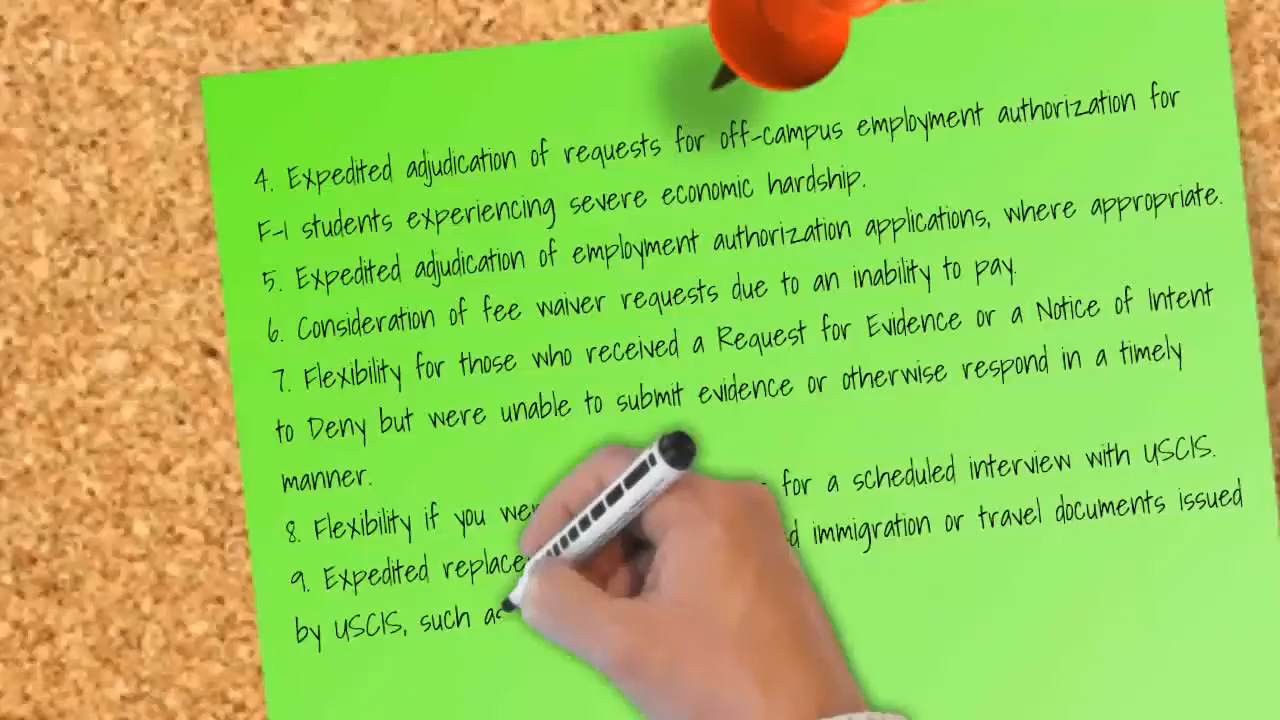 4. Expedited adjudication of requests for off-campus employment authorization for
F-1 students experiencing severe economic hardship.
5. Expedited adjudication of employment authorization applications, where appropriate.
6. Consideration of fee waiver requests due to an inability to pay.
7. Flexibility for those who received a Request for Evidence or a Notice of Intent
to Deny but were unable to submit evidence or otherwise respond in a timely
manner.
8. Flexibility if you were for a scheduled interview with USCIS.
9. Expedited immigration or travel documents issued
by USCIS, such as